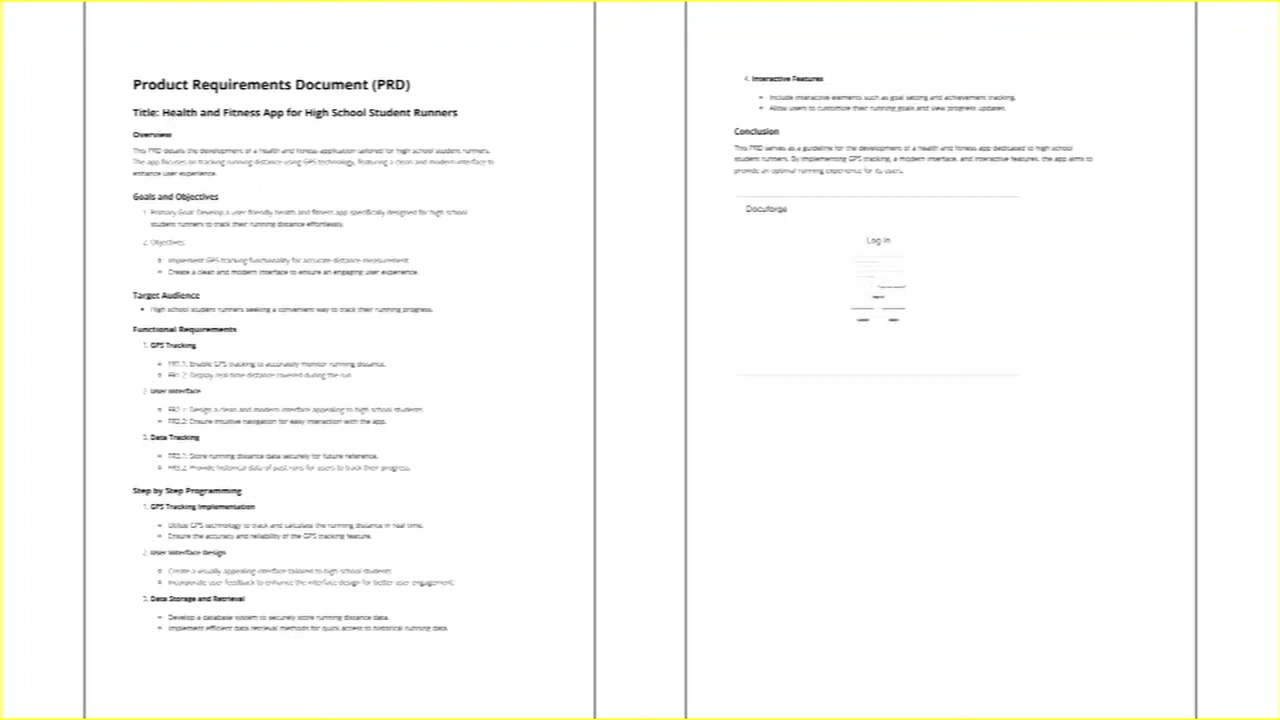 Product Requirements Document (PRD)
Title: Health and Fitness App for High School Student Runners
Overview
This PRD details the development of a health and fitness application tailored for high school student runners.
The app focuses on tracking running distance using GPS technology, featuring a clean and modern interface to
enhance user experience.
Goals and Objectives
1. Primary Goal: Develop a user-friendly health and fitness app specifically designed for high school
student runners to track their running distance effortlessly.
2. Objectives:
Implement GPS tracking functionality for accurate distance measurement.
Create a clean and modern interface to ensure an engaging user experience.
Target Audience
High school student runners seeking a convenient way to track their running progress.
Functional Requirements
1. GPS Tracking
FR1.1: Enable GPS tracking to accurately monitor running distance.
FR1.2: Display real-time distance covered during the run.
2. User Interface
FR2.1: Design a clean and modern interface appealing to high school students.
FR2.2: Ensure intuitive navigation for easy interaction with the app.
3. Data Tracking
FR3.1: Store running distance data securely for future reference.
FR3.2: Provide historical data of past runs for users to track their progress.
Step by Step Programming
1. GPS Tracking Implementation
Utilize GPS technology to track and calculate the running distance in real time.
Ensure the accuracy and reliability of the GPS tracking feature.
2. User Interface Design
Create a visually appealing interface tailored to high school students.
Incorporate user feedback to enhance the interface design for better user engagement.
3. Data Storage and Retrieval
Develop a database system to securely store running distance data.
Implement efficient data retrieval methods for quick access to historical running data.
4. Interactive Features
Include interactive elements such as goal setting and achievement tracking.
Allow users to customize their running goals and view progress updates.
Conclusion
This PRD serves as a guideline for the development of a health and fitness app dedicated to high school
student runners. By implementing GPS tracking, a modern interface, and interactive features, the app aims to
provide an optimal running experience for its users.
Docuforge
Log in